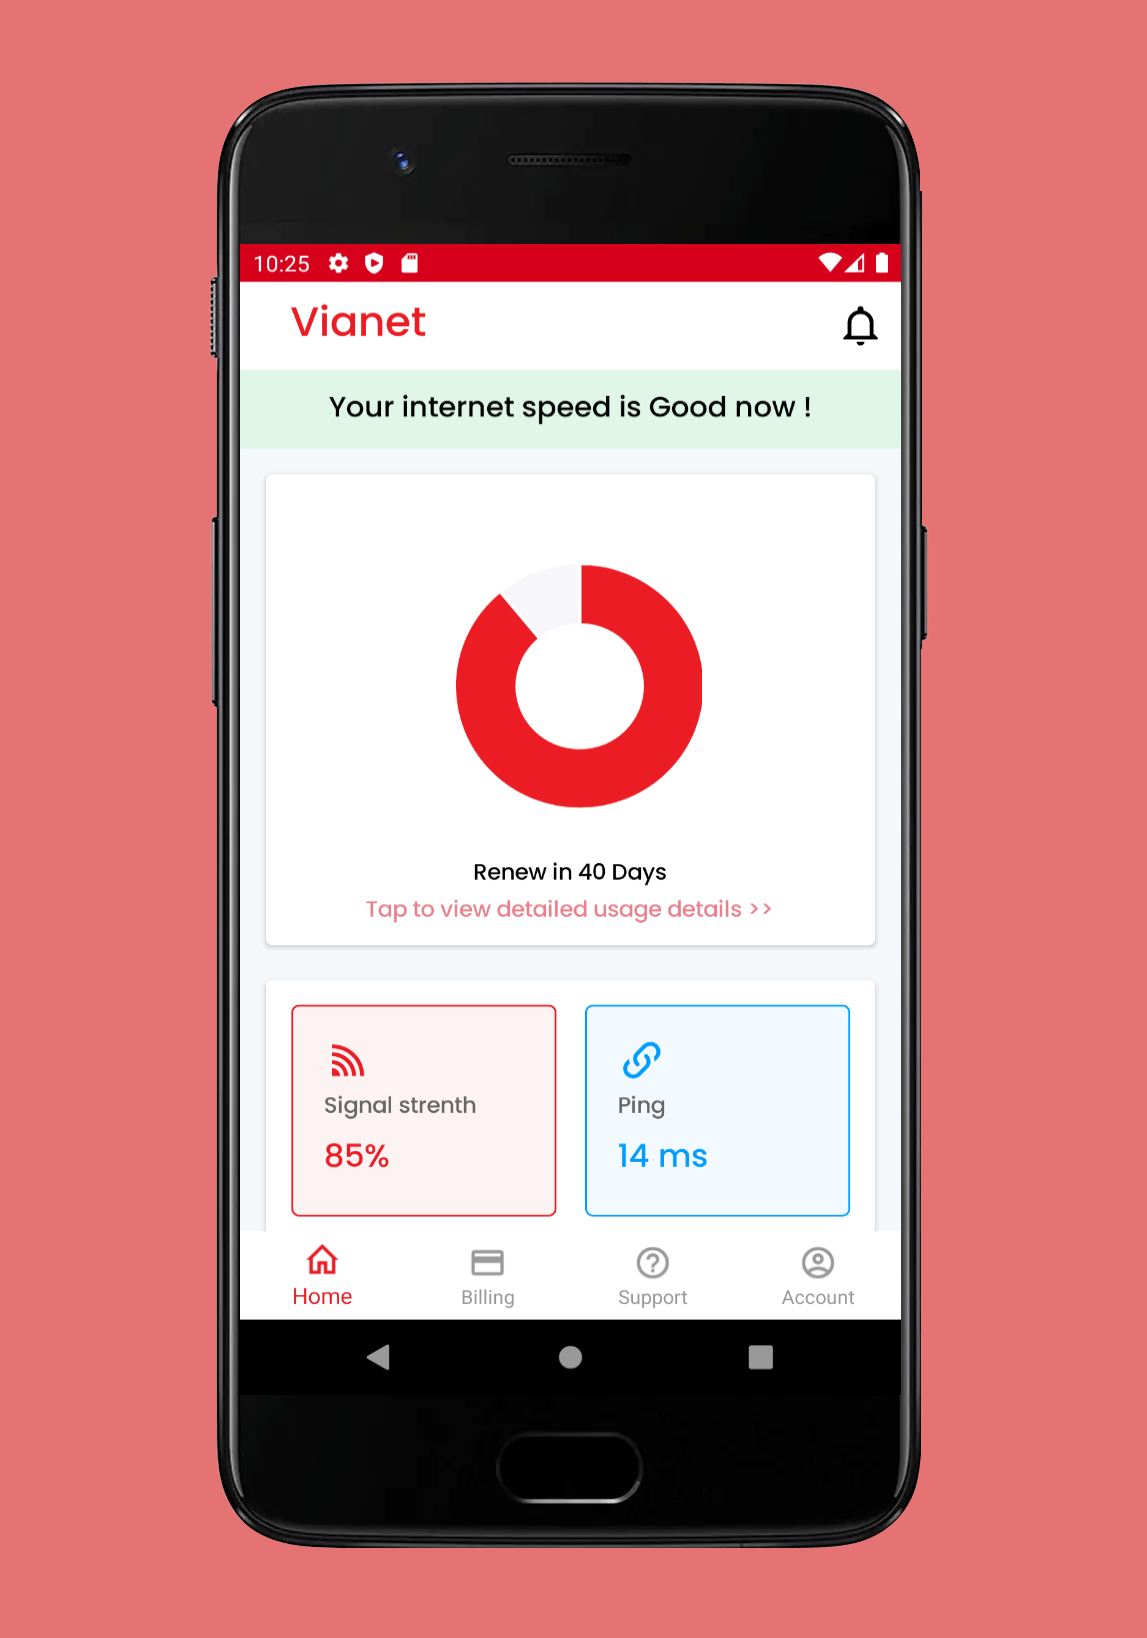 10:25
Vianet
Your internet speed is Good now !
Renew in 40 Days
Tap to view detailed usage details >>
Signal strenth
Ping
85%
14 ms
Home
Billing
Support
Account